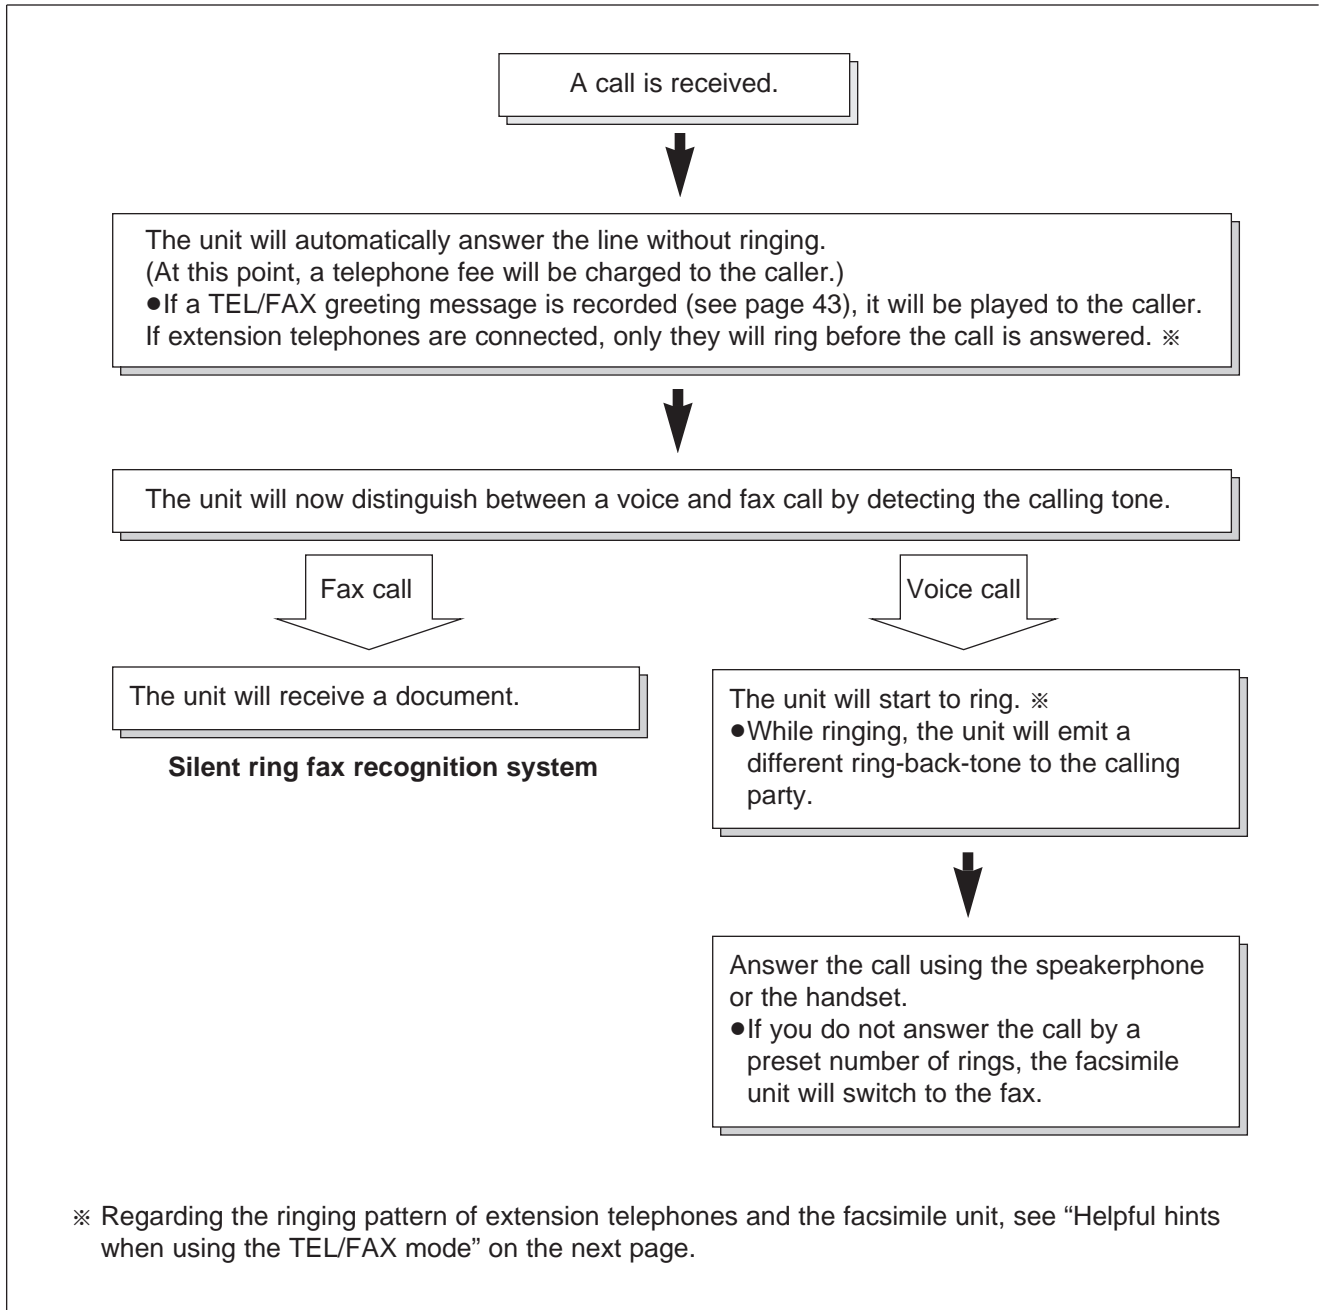 A call is received.
The unit will automatically answer the line without ringing.
(At this point, a telephone fee will be charged to the caller.)
●If a TEL/FAX greeting message is recorded (see page 43), it will be played to the caller.
If extension telephones are connected, only they will ring before the call is answered. ※
The unit will now distinguish between a voice and fax call by detecting the calling tone.
Fax call
The unit will receive a document.
Silent ring fax recognition system
Voice call
The unit will start to ring. ※
●While ringing, the unit will emit a
different ring-back-tone to the calling
party.
Answer the call using the speakerphone
or the handset.
●If you do not answer the call by a
preset number of rings, the facsimile
unit will switch to the fax.
※ Regarding the ringing pattern of extension telephones and the facsimile unit, see “Helpful hints
when using the TEL/FAX mode” on the next page.